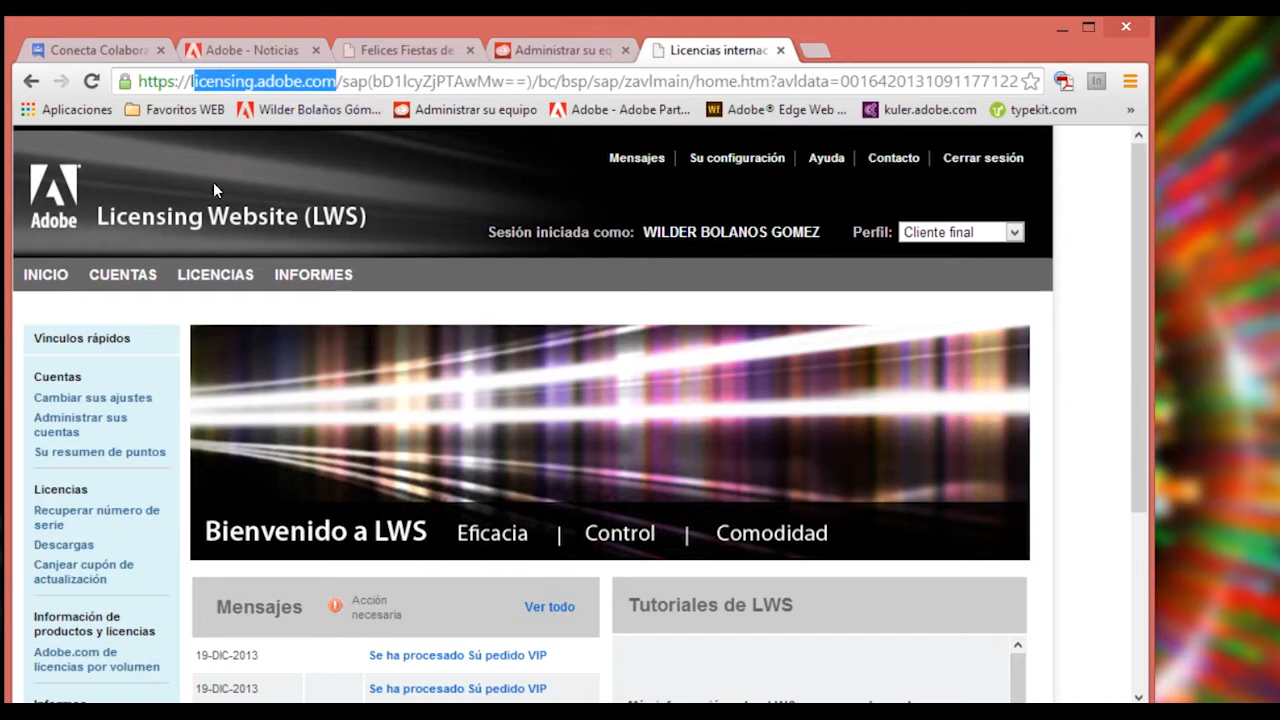 Conecta Colabora
Adobe - Noticias
Felices Fiestas de
Administrar su eq
Licencias internac
https://licensing.adobe.com/sap(bD1lcyZjPTAwMw==)/bc/bsp/sap/zavlmain/home.htm?avldata=0016420131091177122
Aplicaciones
Favoritos WEB
Wilder Bolaños Góm...
Administrar su equipo
Adobe - Adobe Part...
Wf
Adobe® Edge Web ...
kuler.adobe.com
typekit.com
»
In
Mensajes
Su configuración
Ayuda
Contacto
Cerrar sesión
Adobe
Licensing Website (LWS)
Sesión iniciada como: WILDER BOLANOS GOMEZ
Perfil: Cliente final
INICIO
CUENTAS
LICENCIAS
INFORMES
Vínculos rápidos
Cuentas
Cambiar sus ajustes
Administrar sus
cuentas
Su resumen de puntos
Licencias
Recuperar número de
serie
Descargas
Canjear cupón de
actualización
Información de
productos y licencias
Adobe.com de
licencias por volumen
Bienvenido a LWS
Eficacia | Control | Comodidad
Mensajes
Acción
necesaria
Ver todo
19-DIC-2013 Se ha procesado Sú pedido VIP
19-DIC-2013 Se ha procesado Sú pedido VIP
Tutoriales de LWS